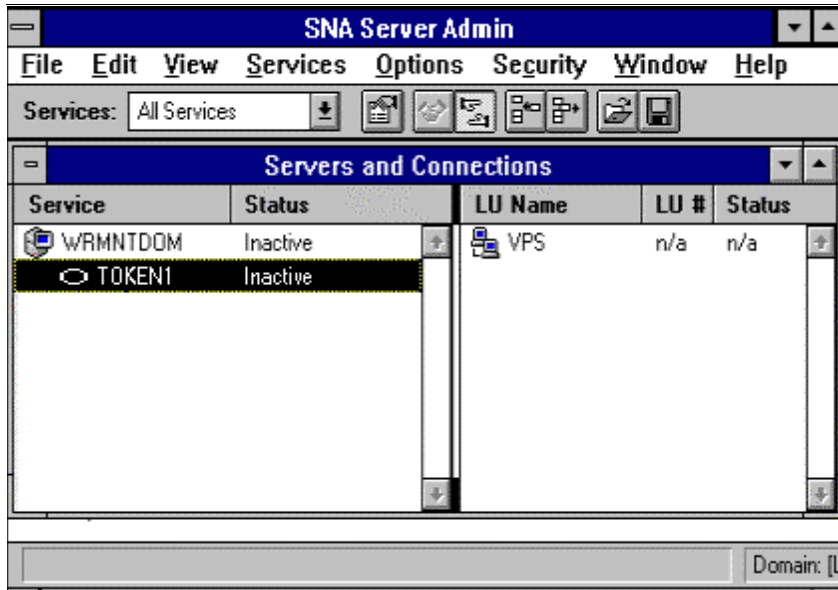 SNA Server Admin
File Edit View Services Options Security Window Help
Services: All Services
Servers and Connections
Service Status LU Name LU # Status
WRMNTDOM Inactive VPS n/a n/a
TOKEN1 Inactive
Domain: [L